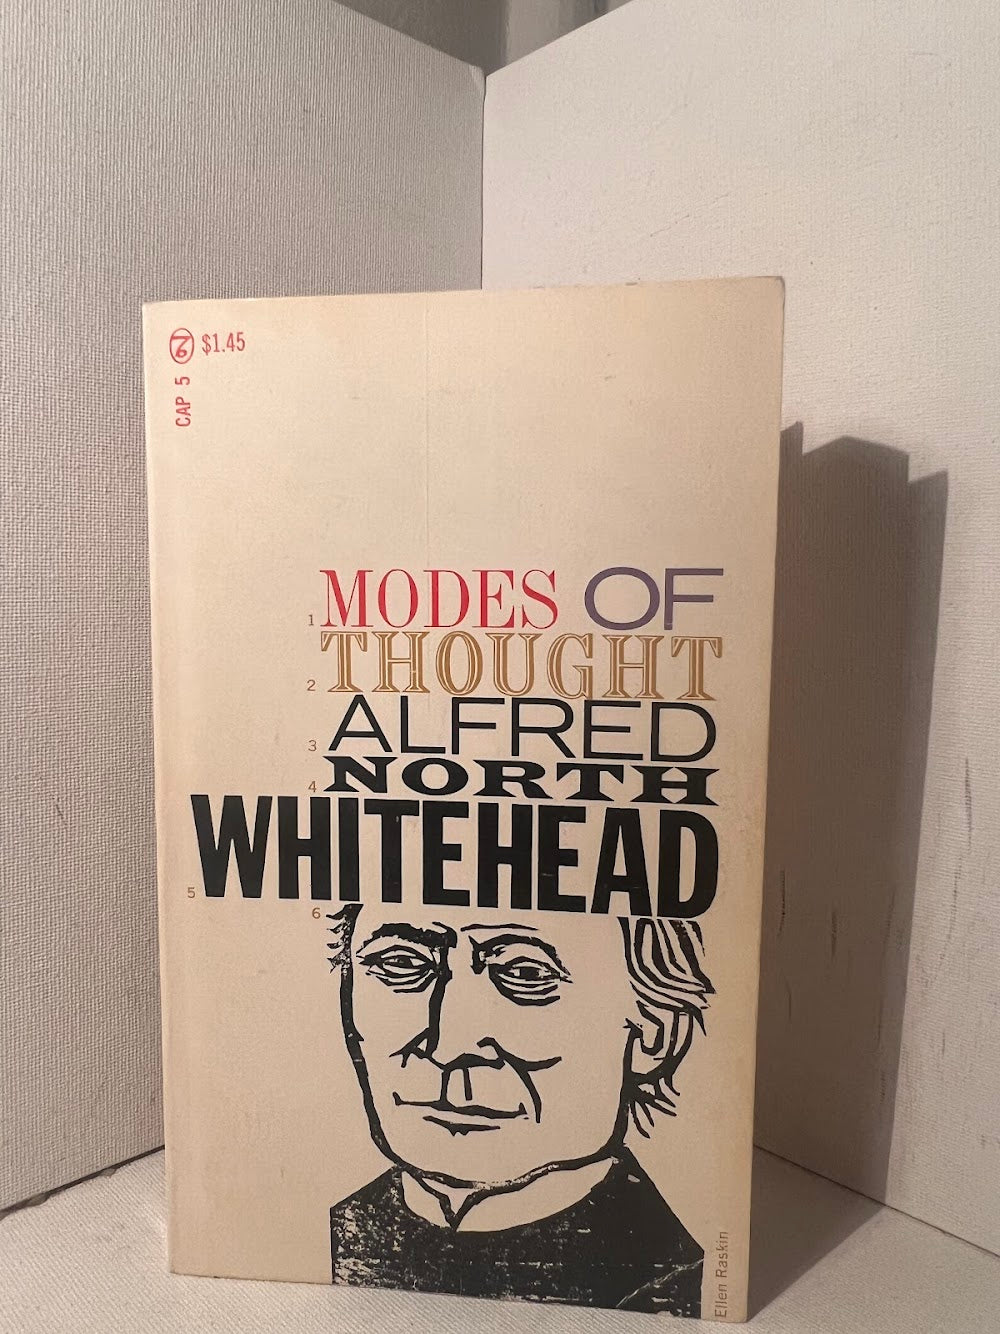 $1.45
CAP 5
1 MODES OF
2 THOUGHT
3 ALFRED
4 NORTH
5 WHITEHEAD
6
Ellen Raskin